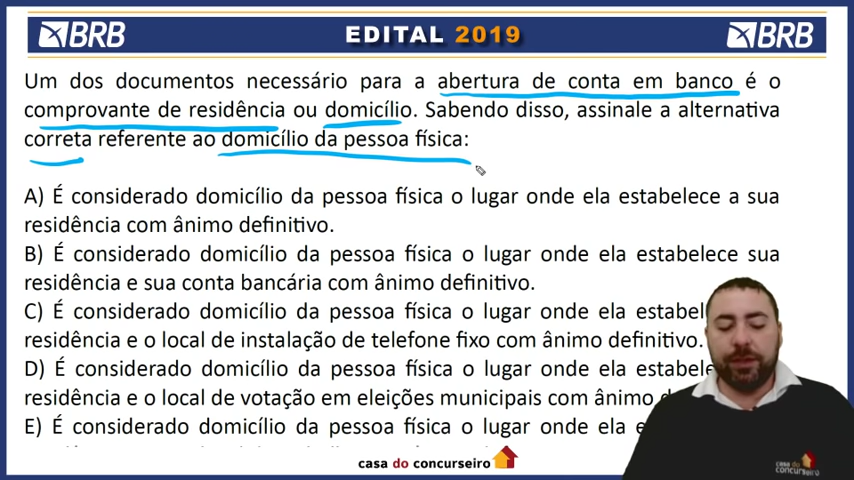 BRB
EDITAL 2019
BRB
Um dos documentos necessário para a abertura de conta em banco é o
comprovante de residência ou domicílio. Sabendo disso, assinale a alternativa
correta referente ao domicílio da pessoa física:
A) É considerado domicílio da pessoa física o lugar onde ela estabelece a sua
residência com ânimo definitivo.
B) É considerado domicílio da pessoa física o lugar onde ela estabelece sua
residência e sua conta bancária com ânimo definitivo.
C) É considerado domicílio da pessoa física o lugar onde ela
residência e o local de instalação de telefone fixo com ânimo definitivo.
D) É considerado domicílio da pessoa física o lugar onde ela
residência e o local de votação em eleições municipais com ânimo
E) É considerado domicílio da pessoa física o lugar onde ela
casa do concurseiro
casa do
concurseiro